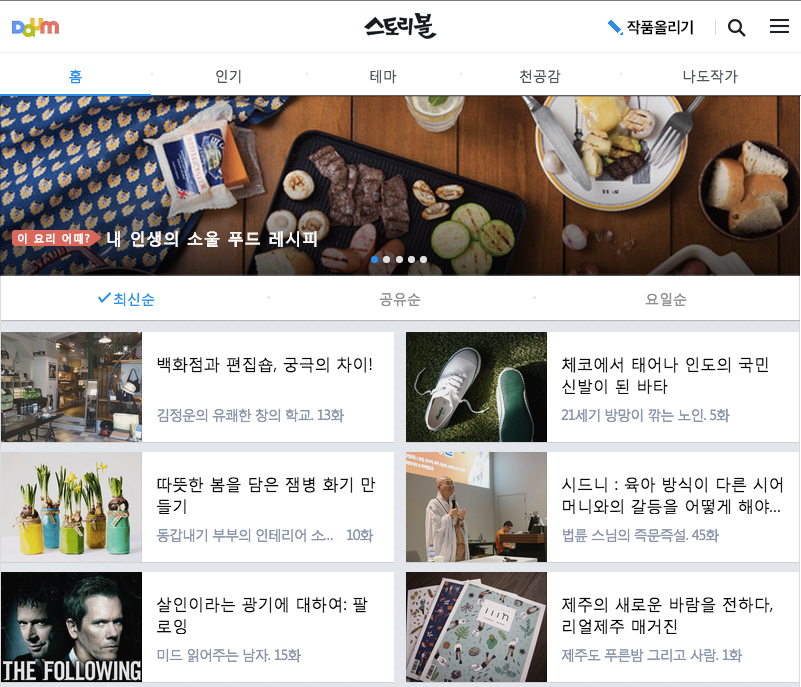 Daum
스토리볼
작품올리기
홈
인기
테마
천공감
나도작가
이 요리 어때?
내 인생의 소울 푸드 레시피
최신순
공유순
요일순
백화점과 편집숍, 궁극의 차이!
김정운의 유쾌한 창의 학교. 13화
체코에서 태어나 인도의 국민
신발이 된 바타
21세기 방망이 깎는 노인. 5화
따뜻한 봄을 담은 잼병 화기 만
들기
동갑내기 부부의 인테리어 소... 10화
시드니 : 육아 방식이 다른 시어
머니와의 갈등을 어떻게 해야...
법륜 스님의 즉문즉설. 45화
THE FOLLOWING
살인이라는 광기에 대하여: 팔
로잉
미드 읽어주는 남자. 15화
제주의 새로운 바람을 전하다,
리얼제주 매거진
제주도 푸른밤 그리고 사람. 1화